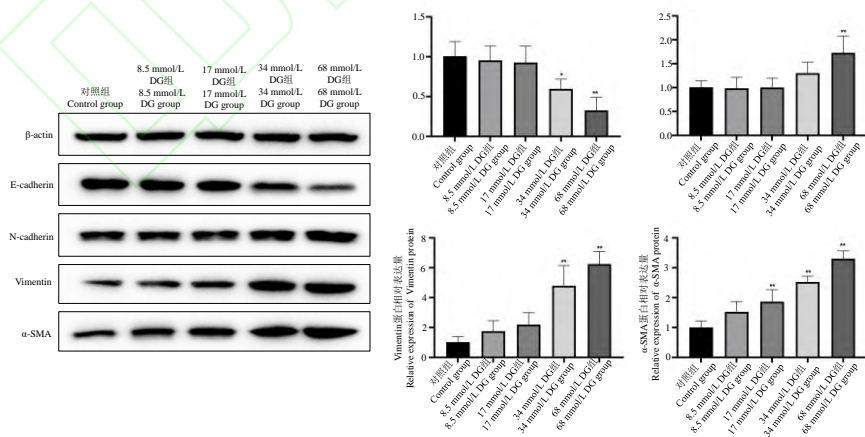 对照组
Control group
8.5 mmol/L
DG组
8.5 mmol/L
DG group
17 mmol/L
DG组
17 mmol/L
DG group
34 mmol/L
DG组
34 mmol/L
DG group
68 mmol/L
DG组
68 mmol/L
DG group
β-actin
E-cadherin
N-cadherin
Vimentin
α-SMA
1.5
1.0
0.5
0.0
*
**
对照组
Control group
8.5 mmol/L DG组
8.5 mmol/L DG group
17 mmol/L DG组
17 mmol/L DG group
34 mmol/L DG组
34 mmol/L DG group
68 mmol/L DG组
68 mmol/L DG group
2.5
2.0
1.5
1.0
0.5
0.0
**
对照组
Control group
8.5 mmol/L DG组
8.5 mmol/L DG group
17 mmol/L DG组
17 mmol/L DG group
34 mmol/L DG组
34 mmol/L DG group
68 mmol/L DG组
68 mmol/L DG group
Vimentin蛋白相对表达量
Relative expression of Vimentin protein
8
6
4
2
0
**
**
对照组
Control group
8.5 mmol/L DG组
8.5 mmol/L DG group
17 mmol/L DG组
17 mmol/L DG group
34 mmol/L DG组
34 mmol/L DG group
68 mmol/L DG组
68 mmol/L DG group
α-SMA蛋白相对表达量
Relative expression of α-SMA protein
4
3
2
1
0
**
**
**
对照组
Control group
8.5 mmol/L DG组
8.5 mmol/L DG group
17 mmol/L DG组
17 mmol/L DG group
34 mmol/L DG组
34 mmol/L DG group
68 mmol/L DG组
68 mmol/L DG group